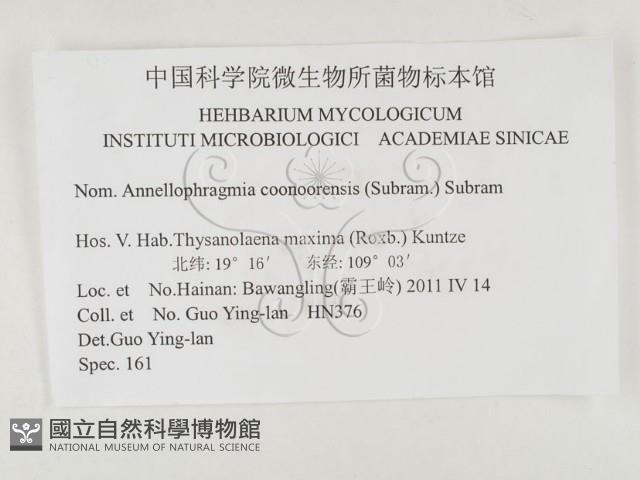 中国科学院微生物所菌物标本馆
HEHBARIUM MYCOLOGICUM
INSTITUTI MICROBIOLOGICI ACADEMIAE SINICAE
Nom. Annellophragmia coonoorensis (Subram.) Subram
Hos. V. Hab.Thysanolaena maxima (Roxb.) Kuntze
北纬: 19° 16′ 东经: 109° 03′
Loc. et No.Hainan: Bawangling(霸王岭) 2011 IV 14
Coll. et No. Guo Ying-lan HN376
Det.Guo Ying-lan
Spec. 161
國立自然科學博物館
NATIONAL MUSEUM OF NATURAL SCIENCE